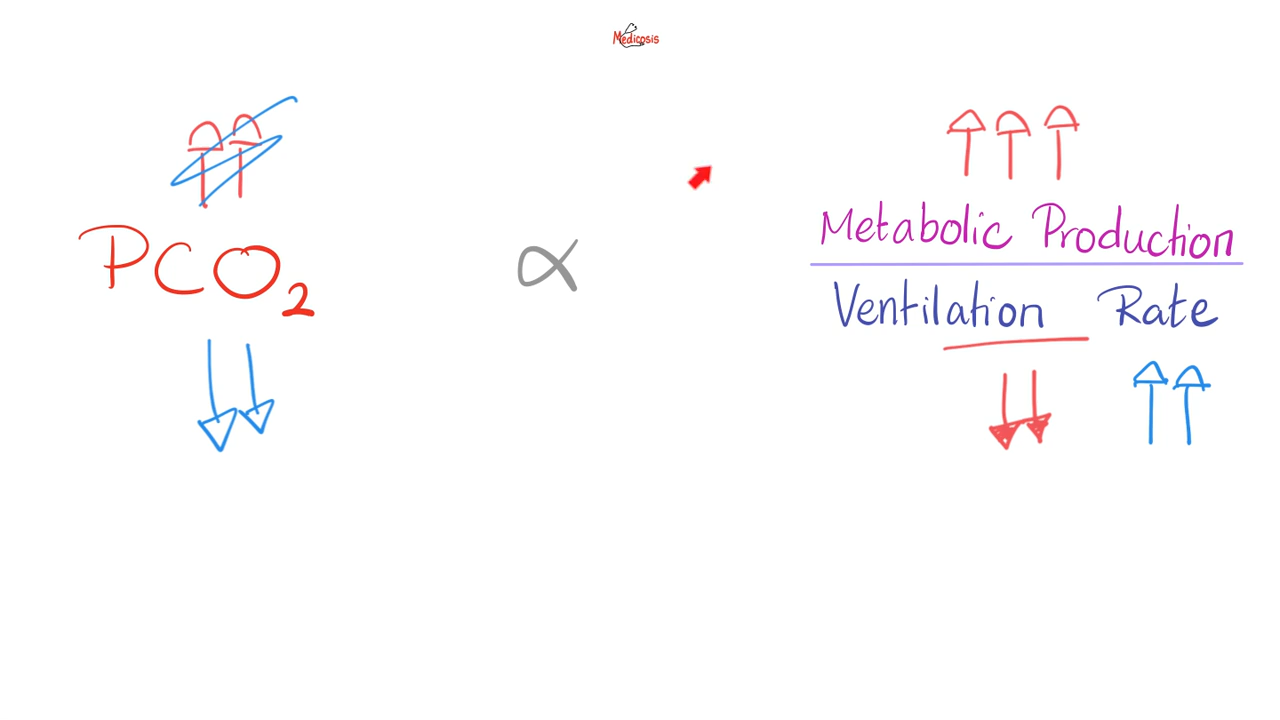 Medicosis
PCO2
∝
Metabolic Production
Ventilation Rate